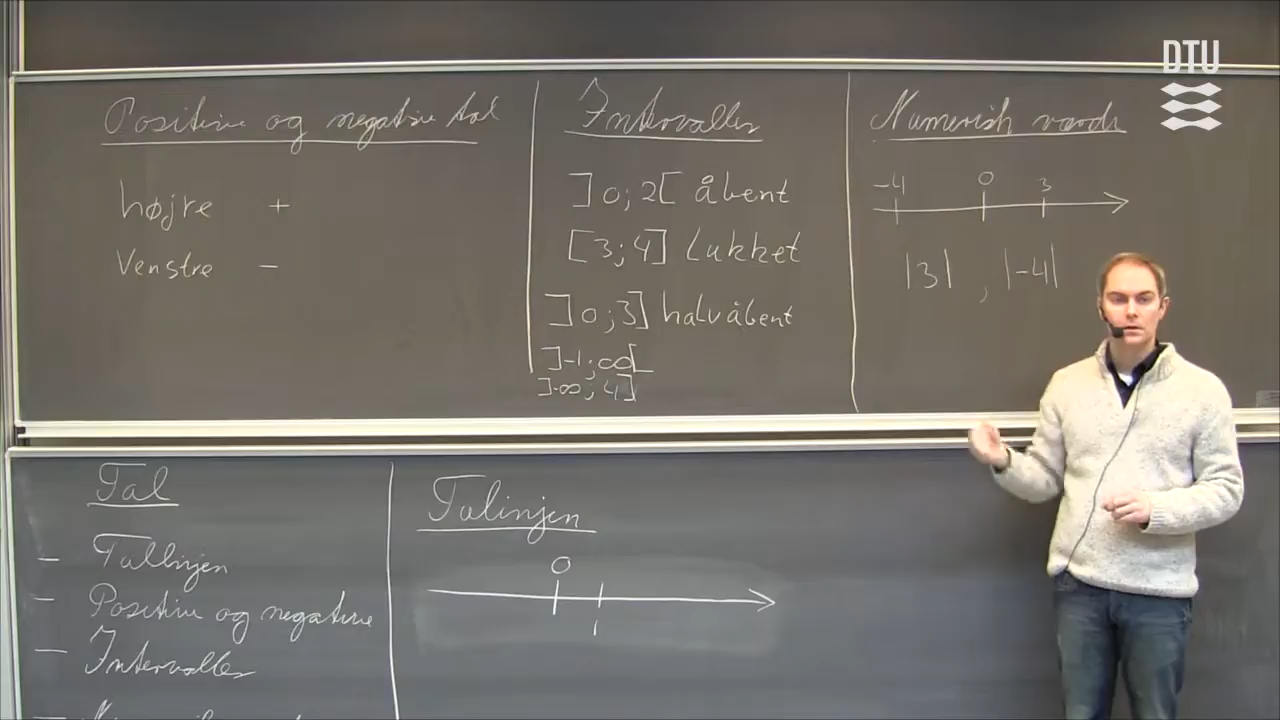 DTU
Positive og negative tal
højre +
Venstre -
Intervaller
]0;2[ åbent
[3;4] Lukket
]0;3] halvåbent
]-1;∞[
]-∞;4]
Numerisk værdi
-4 0 3
|3| , |-4|
Tal
- Tallinjen
- Positive og negative
- Intervaller
Talinjen
0
1